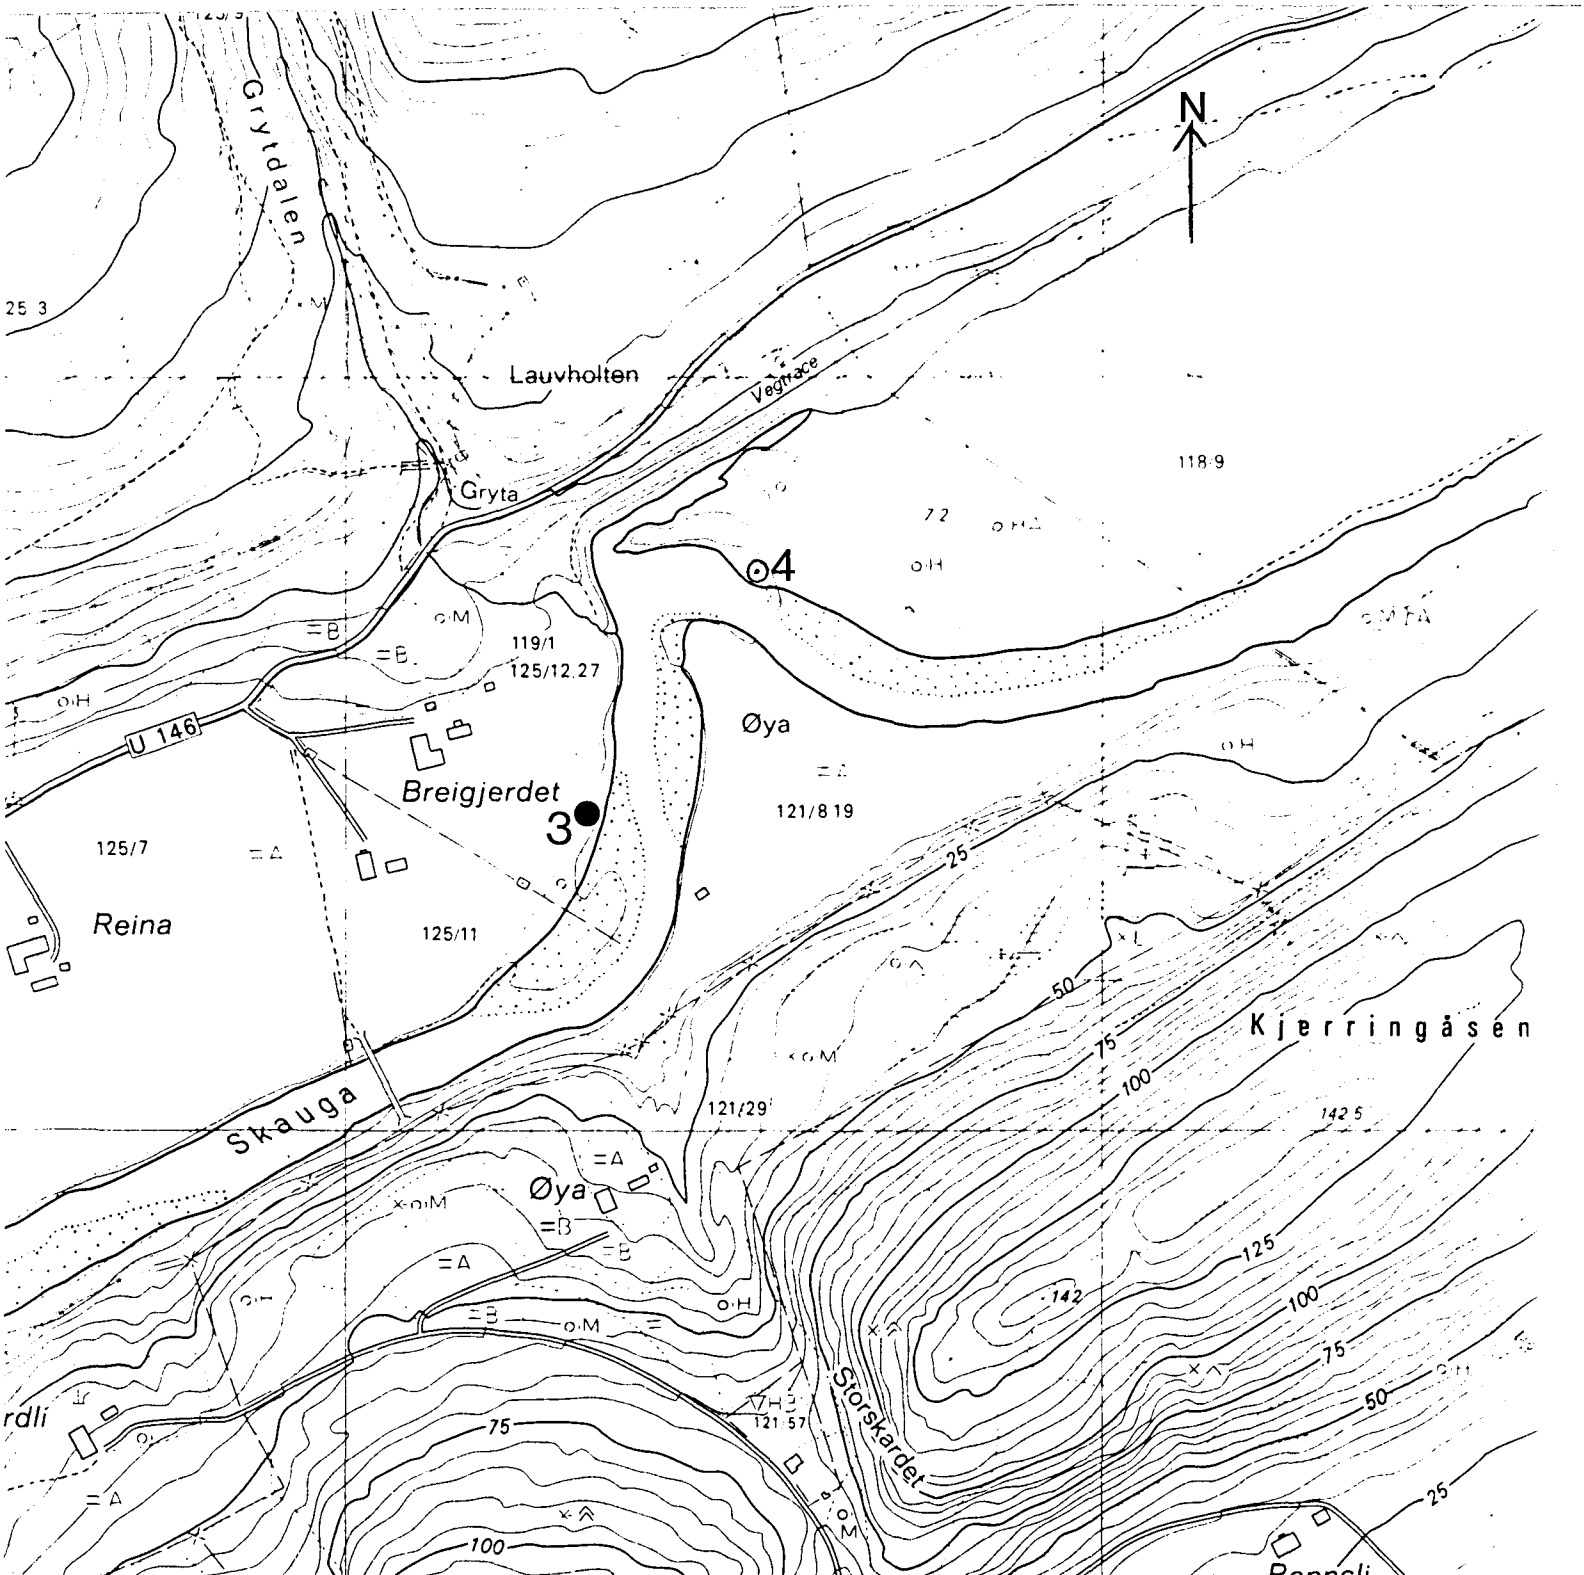 Grytdalen
N
25 3
M
Lauvholten
Vegtrace
118·9
Gryta
72
4
o·H
o·M
=B
=B
119/1
125/12.27
o·H
U 146
Øya
Breigjerdet
o·H
121/8 19
3
125/7
=A
25
Reina
125/11
50
Kjerringåsen
75
x o M
100
Skauga
121/29
142 5
=A
Øya
x·o·M
=B
=B
=A
125
o·H
142
100
o·H
=B
o·M
75
Storskardet
50
121 57
rdli
75
=A
25
o
M
100